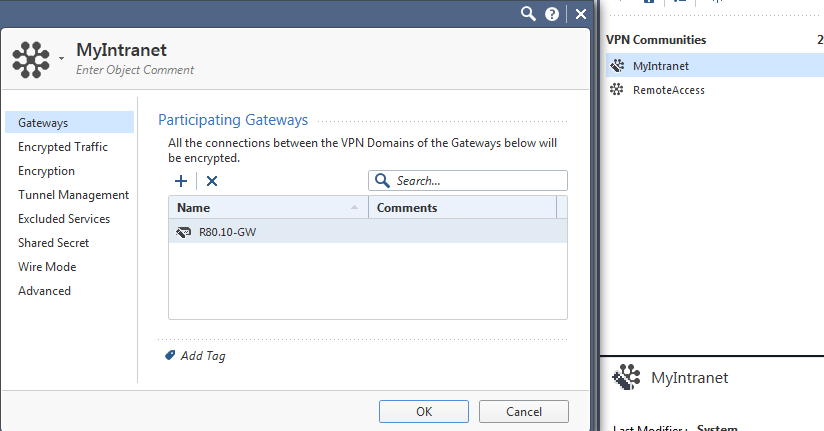 MyIntranet
Enter Object Comment
Gateways
Encrypted Traffic
Encryption
Tunnel Management
Excluded Services
Shared Secret
Wire Mode
Advanced
Participating Gateways
All the connections between the VPN Domains of the Gateways below will
be encrypted.
Search...
Name Comments
R80.10-GW
Add Tag
OK Cancel
VPN Communities 2
MyIntranet
RemoteAccess
MyIntranet
Last Modifier: System